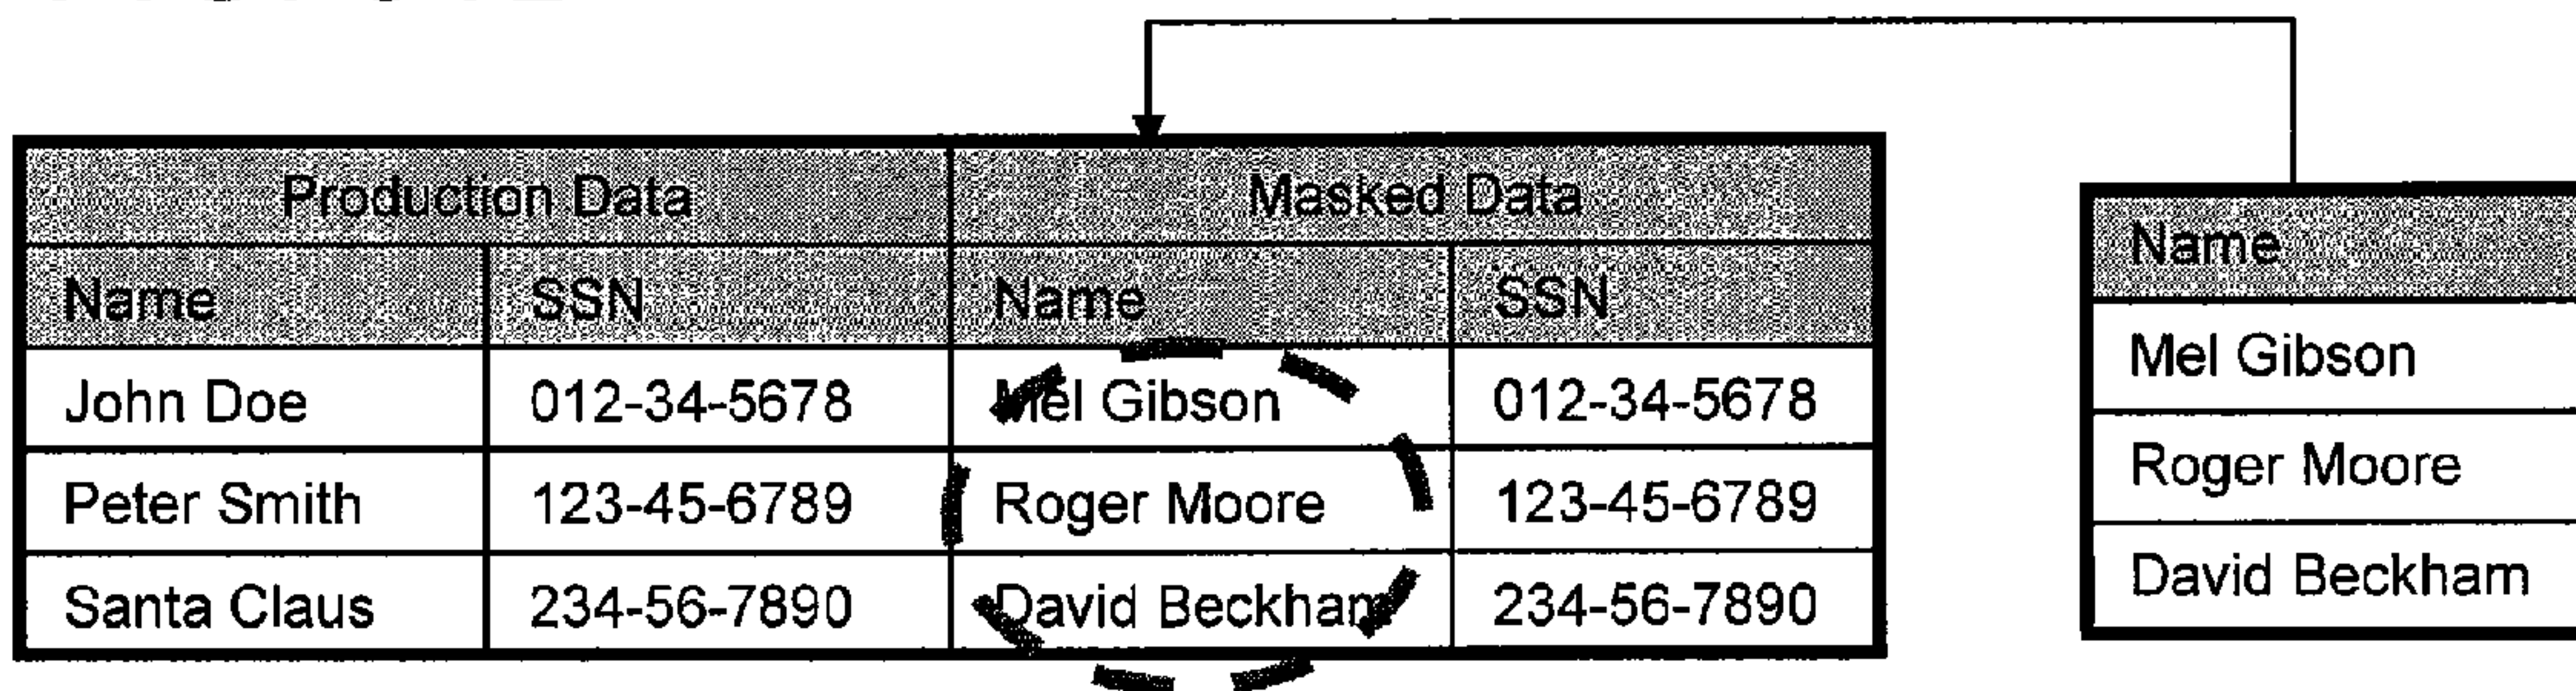 Production Data Masked Data
Name SSN Name SSN
John Doe 012-34-5678 Mel Gibson 012-34-5678
Peter Smith 123-45-6789 Roger Moore 123-45-6789
Santa Claus 234-56-7890 David Beckham 234-56-7890
Name
Mel Gibson
Roger Moore
David Beckham